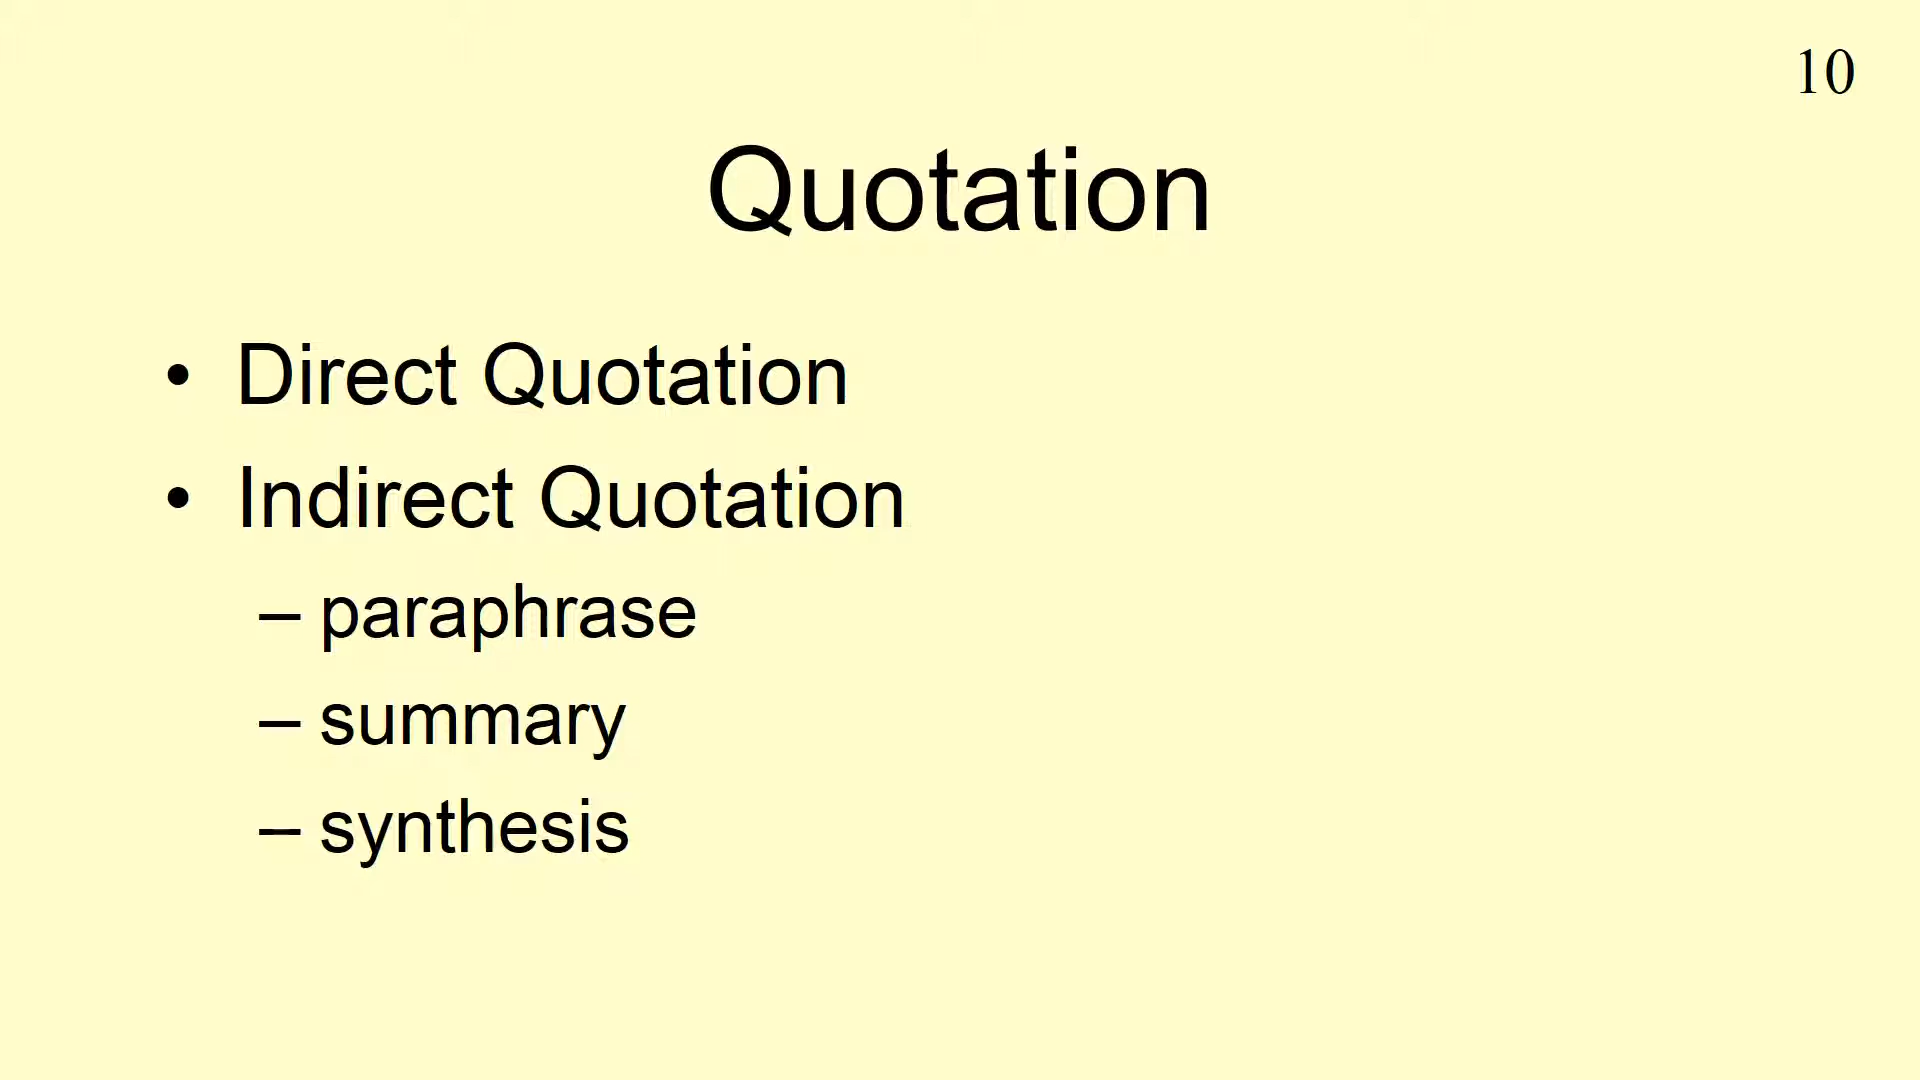 10
Quotation
• Direct Quotation
• Indirect Quotation
– paraphrase
– summary
– synthesis